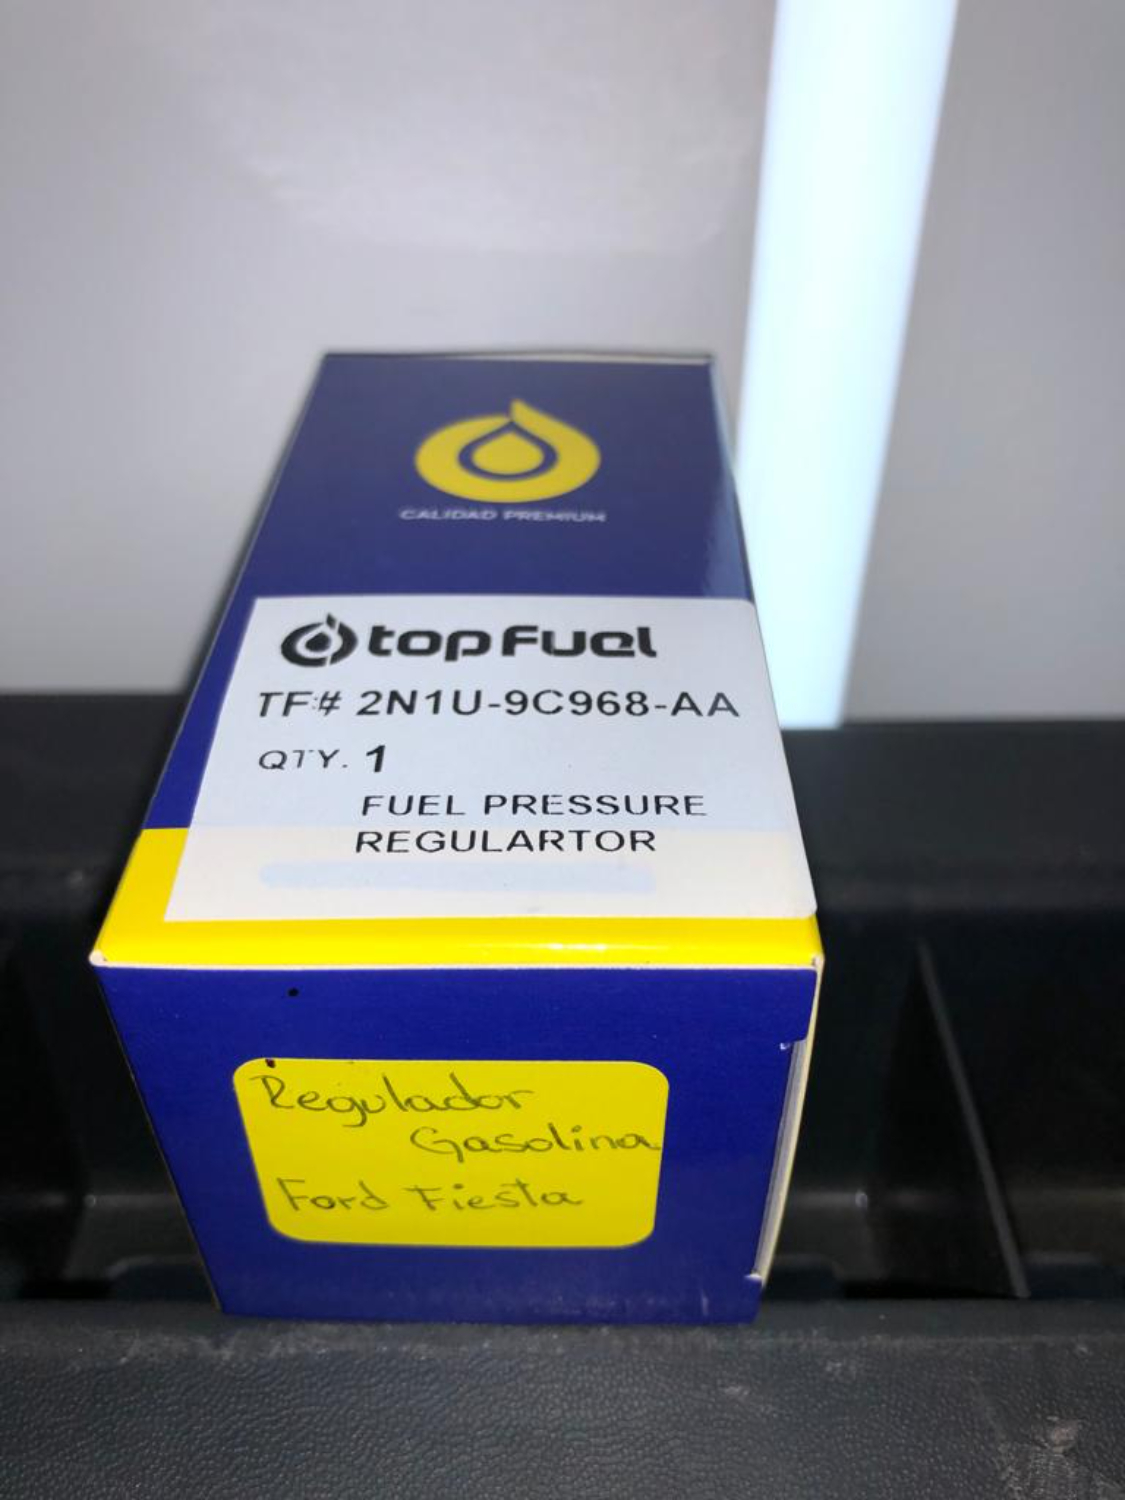 CALIDAD PREMIUM
topFuel
TF# 2N1U-9C968-AA
QTY. 1
FUEL PRESSURE
REGULARTOR
Regulador
Gasolina
Ford Fiesta